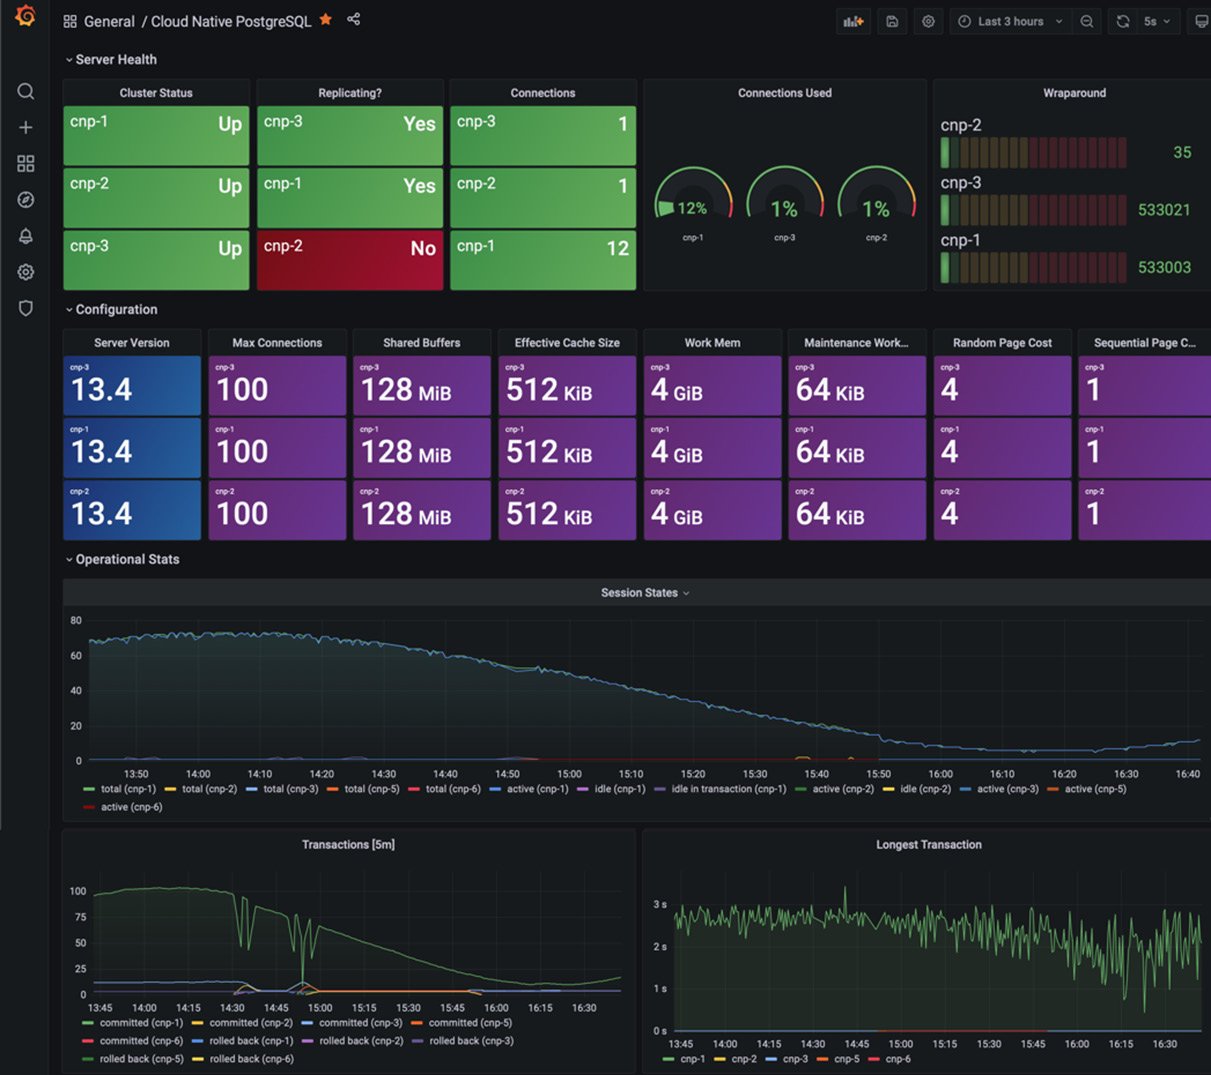 General / Cloud Native PostgreSQL
Last 3 hours
5s
Server Health
Cluster Status
cnp-1 Up
cnp-2 Up
cnp-3 Up
Replicating?
cnp-3 Yes
cnp-1 Yes
cnp-2 No
Connections
cnp-3 1
cnp-2 1
cnp-1 12
Connections Used
12% 1% 1%
cnp-1 cnp-3 cnp-2
Wraparound
cnp-2
35
cnp-3
533021
cnp-1
533003
Configuration
Server Version
cnp-3
13.4
cnp-1
13.4
cnp-2
13.4
Max Connections
cnp-3
100
cnp-1
100
cnp-2
100
Shared Buffers
cnp-3
128 MiB
cnp-1
128 MiB
cnp-2
128 MiB
Effective Cache Size
cnp-3
512 KiB
cnp-1
512 KiB
cnp-2
512 KiB
Work Mem
cnp-3
4 GiB
cnp-1
4 GiB
cnp-2
4 GiB
Maintenance Work...
cnp-3
64 KiB
cnp-1
64 KiB
cnp-2
64 KiB
Random Page Cost
cnp-3
4
cnp-1
4
cnp-2
4
Sequential Page C...
cnp-3
1
cnp-1
1
cnp-2
1
Operational Stats
Session States
80
60
40
20
0
13:50 14:00 14:10 14:20 14:30 14:40 14:50 15:00 15:10 15:20 15:30 15:40 15:50 16:00 16:10 16:20 16:30 16:40
total (cnp-1) total (cnp-2) total (cnp-3) total (cnp-5) total (cnp-6) active (cnp-1) idle (cnp-1) idle in transaction (cnp-1) active (cnp-2) idle (cnp-2) active (cnp-3) active (cnp-5)
active (cnp-6)
Transactions [5m]
100
75
50
25
0
13:45 14:00 14:15 14:30 14:45 15:00 15:15 15:30 15:45 16:00 16:15 16:30
committed (cnp-1) committed (cnp-2) committed (cnp-3) committed (cnp-5)
committed (cnp-6) rolled back (cnp-1) rolled back (cnp-2) rolled back (cnp-3)
rolled back (cnp-5) rolled back (cnp-6)
Longest Transaction
3 s
2 s
1 s
0 s
13:45 14:00 14:15 14:30 14:45 15:00 15:15 15:30 15:45 16:00 16:15 16:30
cnp-1 cnp-2 cnp-3 cnp-5 cnp-6